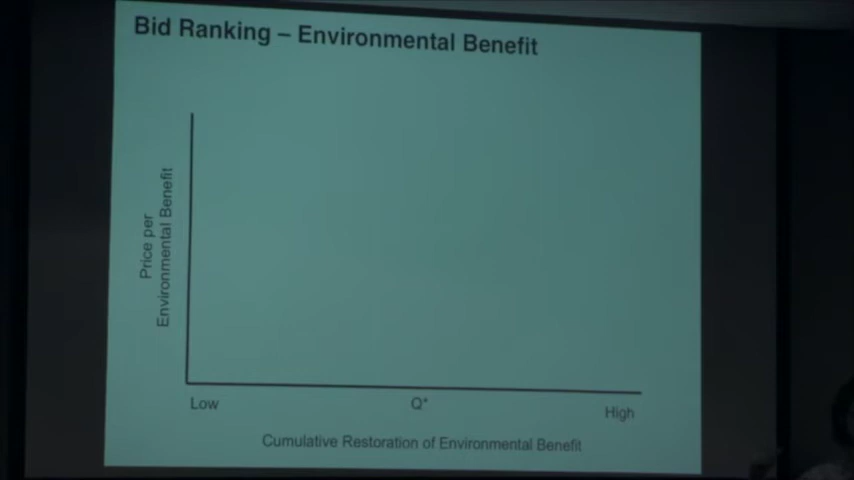 Bid Ranking – Environmental Benefit
Price per
Environmental Benefit
Low
Q*
High
Cumulative Restoration of Environmental Benefit